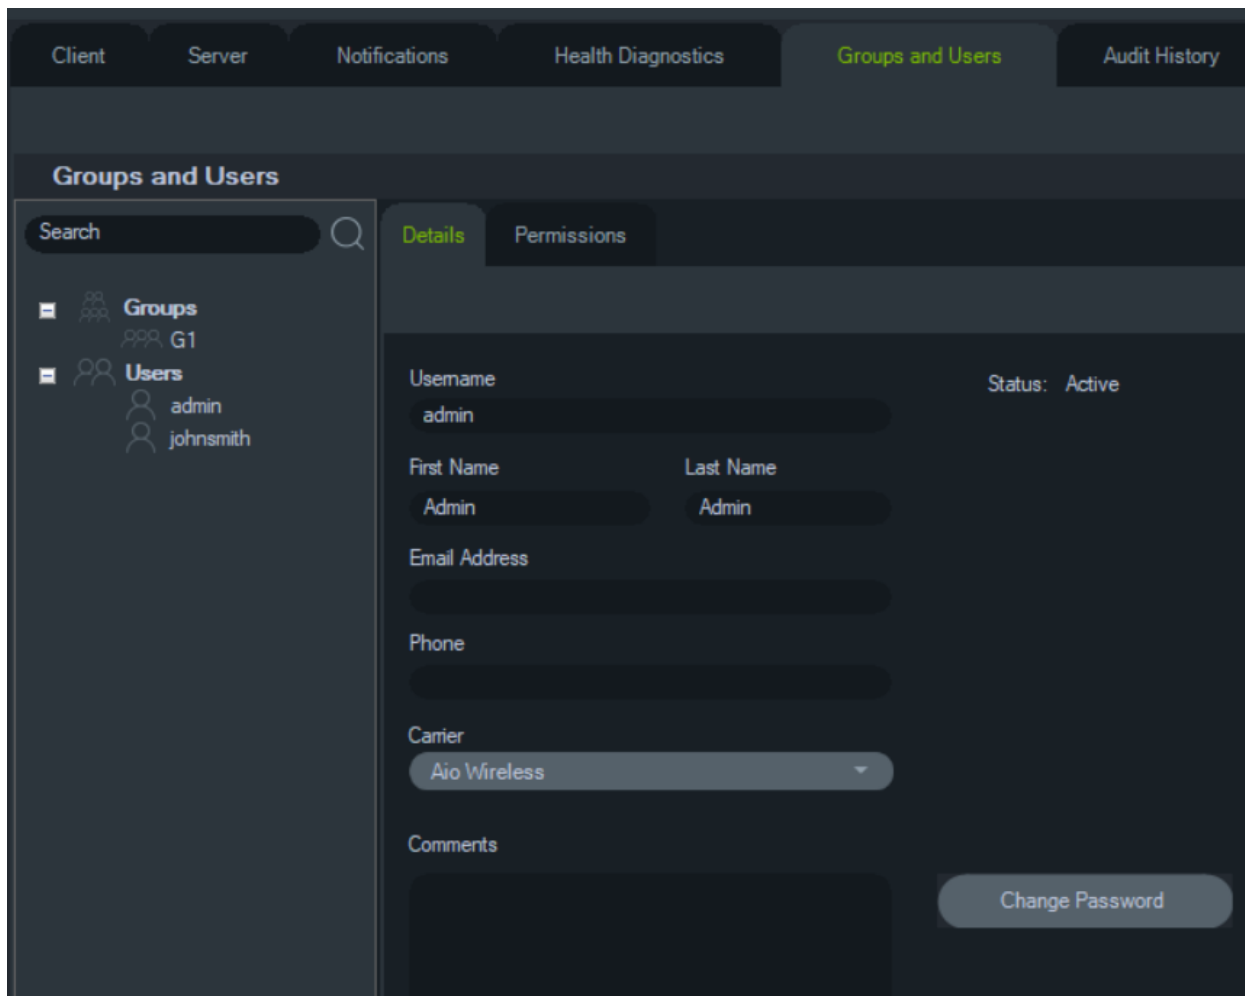 Client Server Notifications Health Diagnostics Groups and Users Audit History
Groups and Users
Search
Details Permissions
Groups
G1
Users
admin
johnsmith
Username
Status: Active
admin
First Name Last Name
Admin Admin
Email Address
Phone
Carrier
Aio Wireless
Comments
Change Password